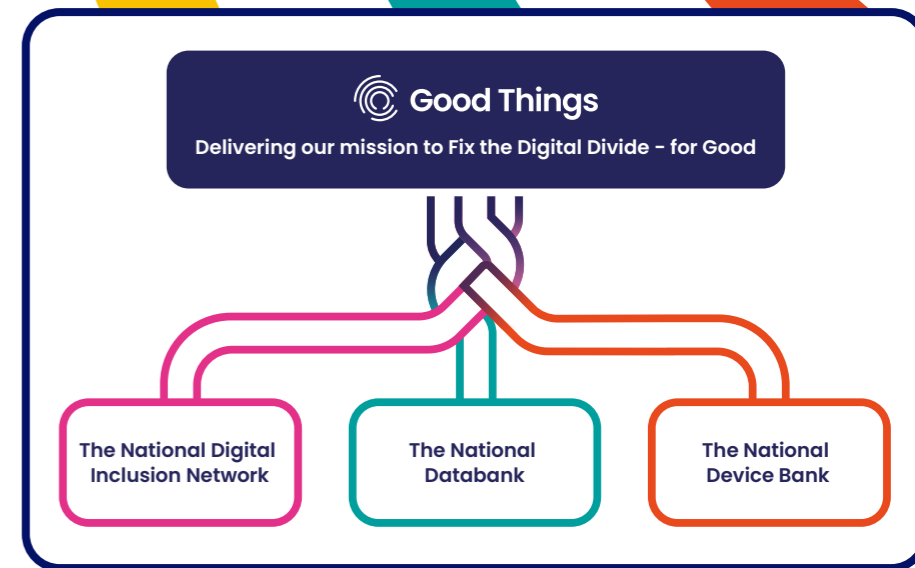 Good Things
Delivering our mission to Fix the Digital Divide - for Good
The National Digital
Inclusion Network
The National
Databank
The National
Device Bank